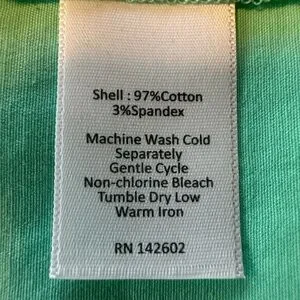 Shell : 97%Cotton
3%Spandex
Machine Wash Cold
Separately
Gentle Cycle
Non-chlorine Bleach
Tumble Dry Low
Warm Iron
RN 142602